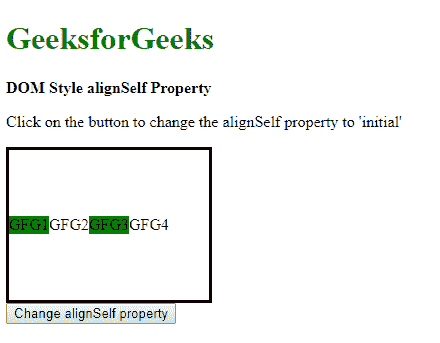 GeeksforGeeks
DOM Style alignSelf Property
Click on the button to change the alignSelf property to 'initial'
GFG1GFG2GFG3GFG4
Change alignSelf property